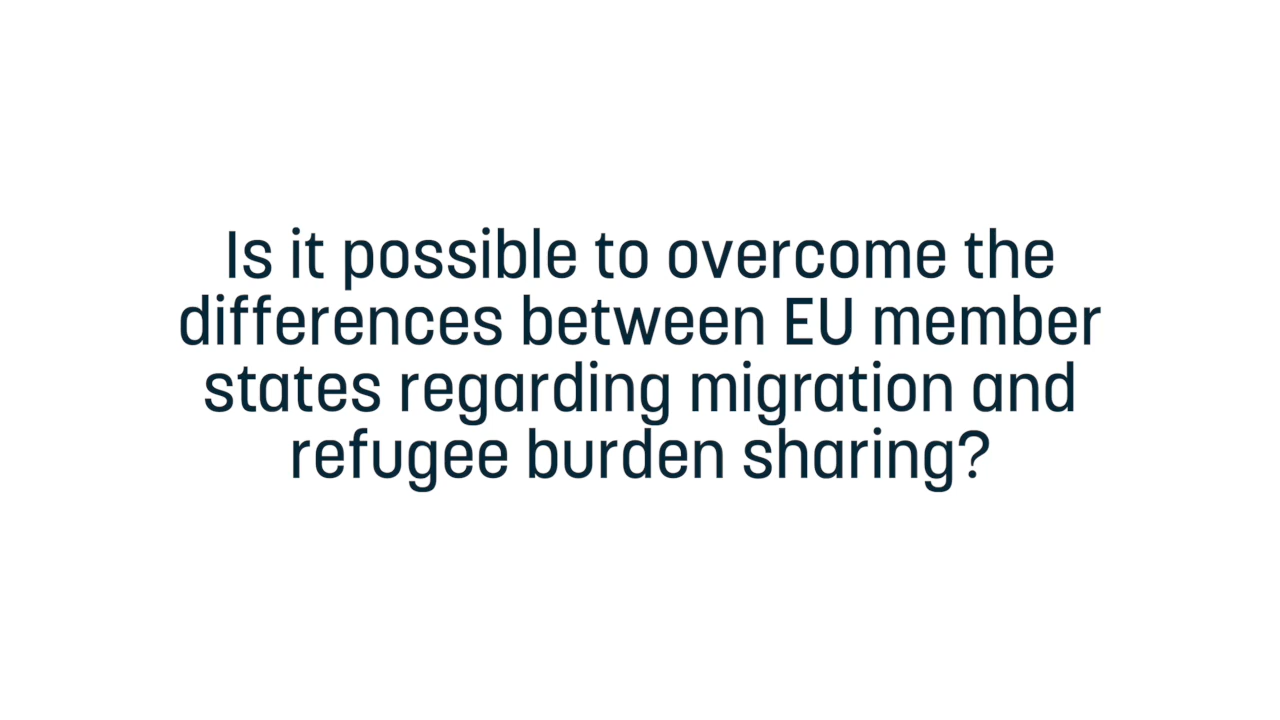 Is it possible to overcome the
differences between EU member
states regarding migration and
refugee burden sharing?